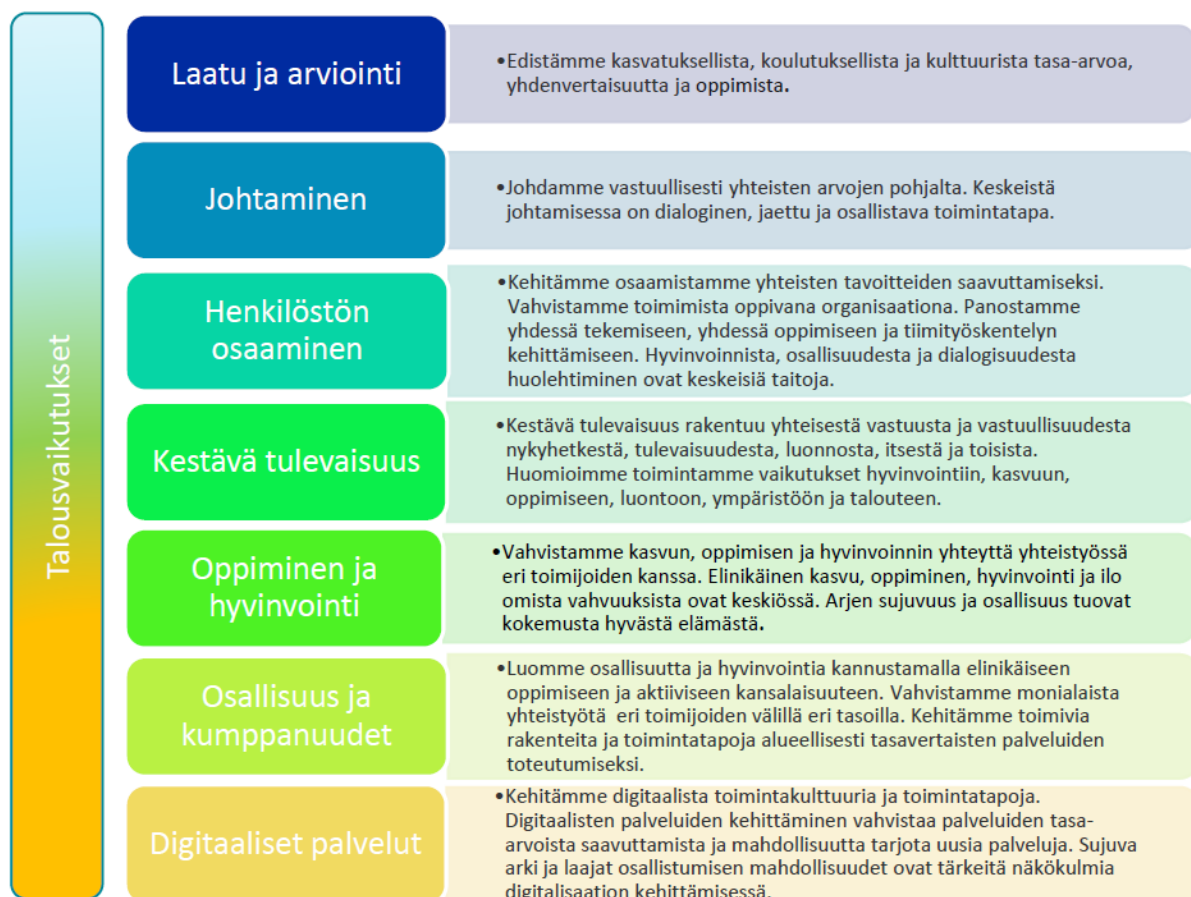 Talousvaikutukset
Laatu ja arviointi
•Edistämme kasvatuksellista, koulutuksellista ja kulttuurista tasa-arvoa,
yhdenvertaisuutta ja oppimista.
Johtaminen
•Johdamme vastuullisesti yhteisten arvojen pohjalta. Keskeistä
johtamisessa on dialoginen, jaettu ja osallistava toimintatapa.
Henkilöstön
osaaminen
•Kehitämme osaamistamme yhteisten tavoitteiden saavuttamiseksi.
Vahvistamme toimimista oppivana organisaationa. Panostamme
yhdessä tekemiseen, yhdessä oppimiseen ja tiimityöskentelyn
kehittämiseen. Hyvinvoinnista, osallisuudesta ja dialogisuudesta
huolehtiminen ovat keskeisiä taitoja.
Kestävä tulevaisuus
•Kestävä tulevaisuus rakentuu yhteisestä vastuusta ja vastuullisuudesta
nykyhetkestä, tulevaisuudesta, luonnosta, itsestä ja toisista.
Huomioimme toimintamme vaikutukset hyvinvointiin, kasvuun,
oppimiseen, luontoon, ympäristöön ja talouteen.
Oppiminen ja
hyvinvointi
•Vahvistamme kasvun, oppimisen ja hyvinvoinnin yhteyttä yhteistyössä
eri toimijoiden kanssa. Elinikäinen kasvu, oppiminen, hyvinvointi ja ilo
omista vahvuuksista ovat keskiössä. Arjen sujuvuus ja osallisuus tuovat
kokemusta hyvästä elämästä.
Osallisuus ja
kumppanuudet
•Luomme osallisuutta ja hyvinvointia kannustamalla elinikäiseen
oppimiseen ja aktiiviseen kansalaisuuteen. Vahvistamme monialaista
yhteistyötä eri toimijoiden välillä eri tasoilla. Kehitämme toimivia
rakenteita ja toimintatapoja alueellisesti tasavertaisten palveluiden
toteutumiseksi.
Digitaaliset palvelut
•Kehitämme digitaalista toimintakulttuuria ja toimintatapoja.
Digitaalisten palveluiden kehittäminen vahvistaa palveluiden tasa-
arvoista saavuttamista ja mahdollisuutta tarjota uusia palveluja. Sujuva
arki ja laajat osallistumisen mahdollisuudet ovat tärkeitä näkökulmia
digitalisaation kehittämisessä.